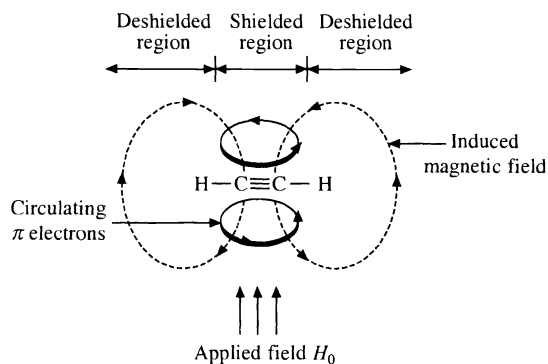 Deshielded Shielded Deshielded
region region region
Induced
magnetic field
H—C≡C—H
Circulating
π electrons
Applied field H₀